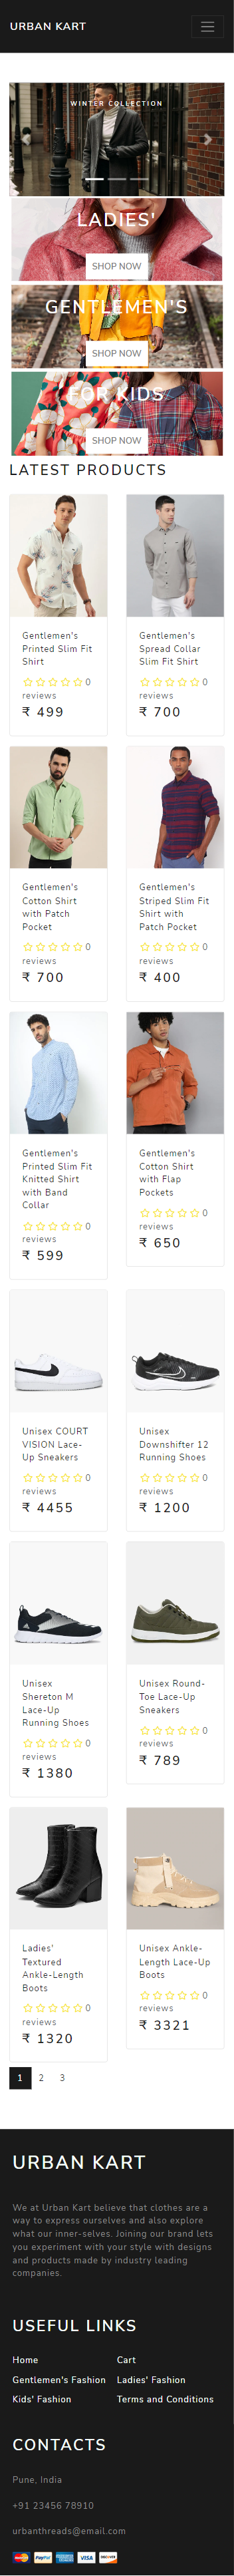 URBAN KART
WINTER COLLECTION
LADIES'
SHOP NOW
GENTLEMEN'S
SHOP NOW
FOR KIDS
SHOP NOW
LATEST PRODUCTS
Gentlemen's
Printed Slim Fit
Shirt
0
reviews
₹ 499
Gentlemen's
Spread Collar
Slim Fit Shirt
0
reviews
₹ 700
Gentlemen's
Cotton Shirt
with Patch
Pocket
0
reviews
₹ 700
Gentlemen's
Striped Slim Fit
Shirt with
Patch Pocket
0
reviews
₹ 400
Gentlemen's
Printed Slim Fit
Knitted Shirt
with Band
Collar
0
reviews
₹ 599
Gentlemen's
Cotton Shirt
with Flap
Pockets
0
reviews
₹ 650
Unisex COURT
VISION Lace-
Up Sneakers
0
reviews
₹ 4455
Unisex
Downshifter 12
Running Shoes
0
reviews
₹ 1200
Unisex
Shereton M
Lace-Up
Running Shoes
0
reviews
₹ 1380
Unisex Round-
Toe Lace-Up
Sneakers
0
reviews
₹ 789
Ladies'
Textured
Ankle-Length
Boots
0
reviews
₹ 1320
Unisex Ankle-
Length Lace-Up
Boots
0
reviews
₹ 3321
1 2 3
URBAN KART
We at Urban Kart believe that clothes are a
way to express ourselves and also explore
what our inner-selves. Joining our brand lets
you experiment with your style with designs
and products made by industry leading
companies.
USEFUL LINKS
Home Cart
Gentlemen's Fashion Ladies' Fashion
Kids' Fashion Terms and Conditions
CONTACTS
Pune, India
+91 23456 78910
urbanthreads@email.com
PayPal
VISA